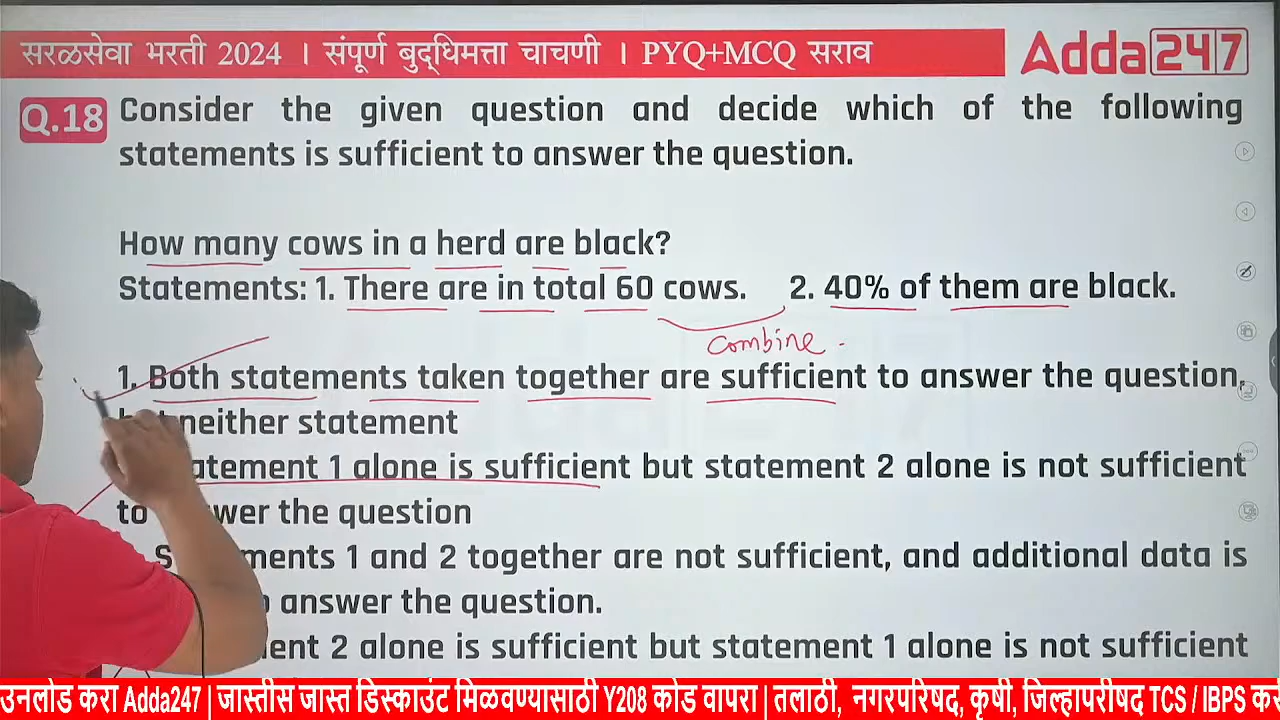 सरळसेवा भरती 2024 । संपूर्ण बुद्धिमत्ता चाचणी । PYQ+MCQ सराव
Adda247
Q.18 Consider the given question and decide which of the following
statements is sufficient to answer the question.
How many cows in a herd are black?
Statements: 1. There are in total 60 cows. 2. 40% of them are black.
combine
1. Both statements taken together are sufficient to answer the question,
neither statement
1 alone is sufficient but statement 2 alone is not sufficient
to the question
1 and 2 together are not sufficient, and additional data is
answer the question.
2 alone is sufficient but statement 1 alone is not sufficient
करा Adda247 | जास्तीस जास्त डिस्काउंट मिळवण्यासाठी Y208 कोड वापरा | तलाठी, नगरपरिषद, कृषी, जिल्हापरीषद TCS / IBPS